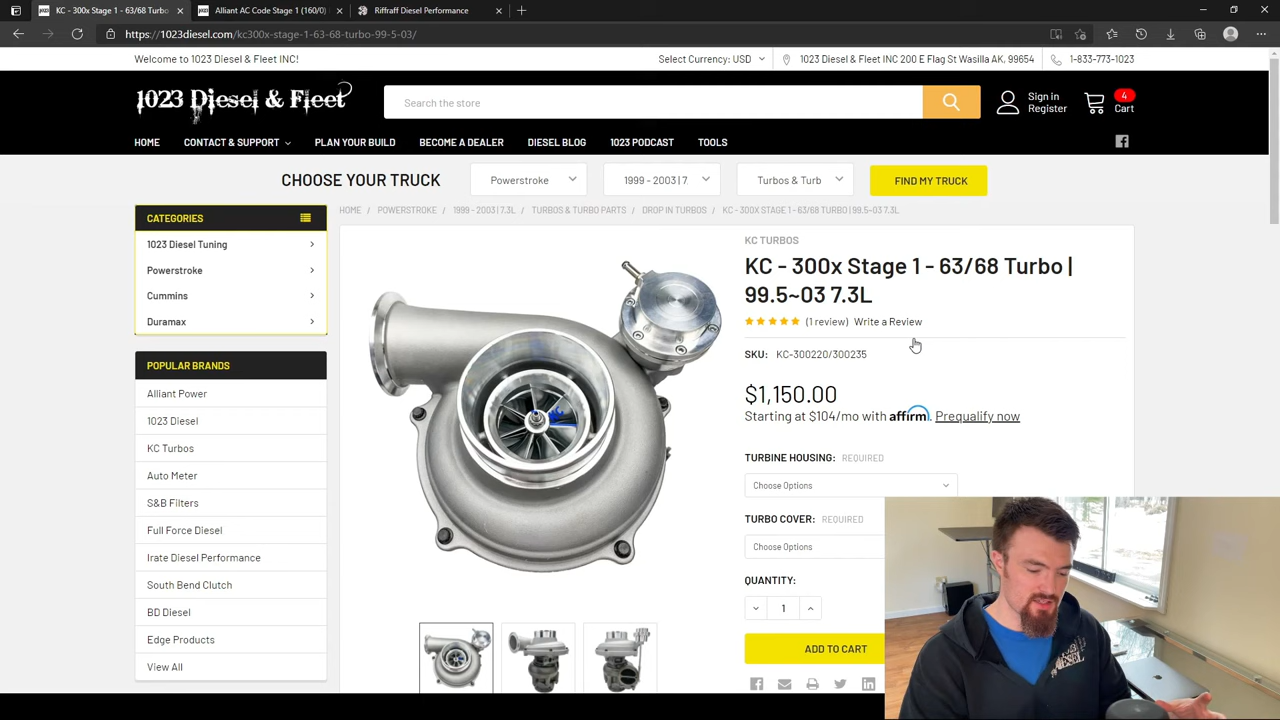 KC - 300x Stage 1 - 63/68 Turbo
Alliant AC Code Stage 1 (160/0) |
Riffraff Diesel Performance
https://1023diesel.com/kc300x-stage-1-63-68-turbo-99-5-03/
Welcome to 1023 Diesel & Fleet INC!
Select Currency: USD
1023 Diesel & Fleet INC 200 E Flag St Wasilla AK, 99654
1-833-773-1023
1023 Diesel & Fleet
Search the store
Sign in
Register
4
Cart
HOME
CONTACT & SUPPORT
PLAN YOUR BUILD
BECOME A DEALER
DIESEL BLOG
1023 PODCAST
TOOLS
CHOOSE YOUR TRUCK
Powerstroke
1999 - 2003 | 7.
Turbos & Turb
FIND MY TRUCK
CATEGORIES
1023 Diesel Tuning
Powerstroke
Cummins
Duramax
POPULAR BRANDS
Alliant Power
1023 Diesel
KC Turbos
Auto Meter
S&B Filters
Full Force Diesel
Irate Diesel Performance
South Bend Clutch
BD Diesel
Edge Products
View All
HOME / POWERSTROKE / 1999 - 2003 | 7.3L / TURBOS & TURBO PARTS / DROP IN TURBOS / KC - 300X STAGE 1 - 63/68 TURBO | 99.5~03 7.3L
KC TURBOS
KC - 300x Stage 1 - 63/68 Turbo |
99.5~03 7.3L
(1 review) Write a Review
SKU: KC-300220/300235
$1,150.00
Starting at $104/mo with affirm. Prequalify now
TURBINE HOUSING: REQUIRED
Choose Options
TURBO COVER: REQUIRED
Choose Options
QUANTITY:
1
ADD TO CART
DIESEL